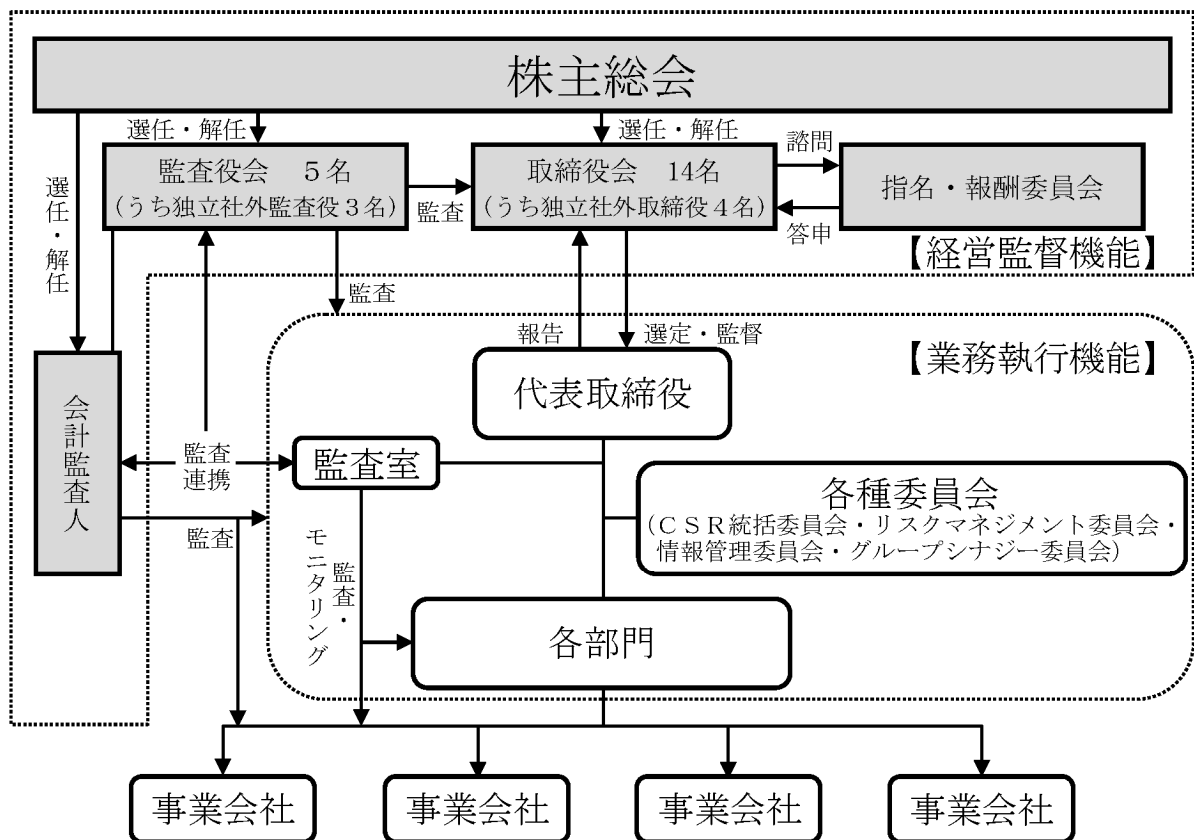 株主総会
選任・解任
選任・解任
選任・解任
監査役会　5名
(うち独立社外監査役3名)
監査
取締役会　14名
(うち独立社外取締役4名)
諮問
答申
指名・報酬委員会
【経営監督機能】
監査
報告
選定・監督
【業務執行機能】
代表取締役
会計監査人
監査
連携
監査室
各種委員会
(CSR統括委員会・リスクマネジメント委員会・
情報管理委員会・グループシナジー委員会)
監査
監査・
モニタリング
各部門
事業会社
事業会社
事業会社
事業会社